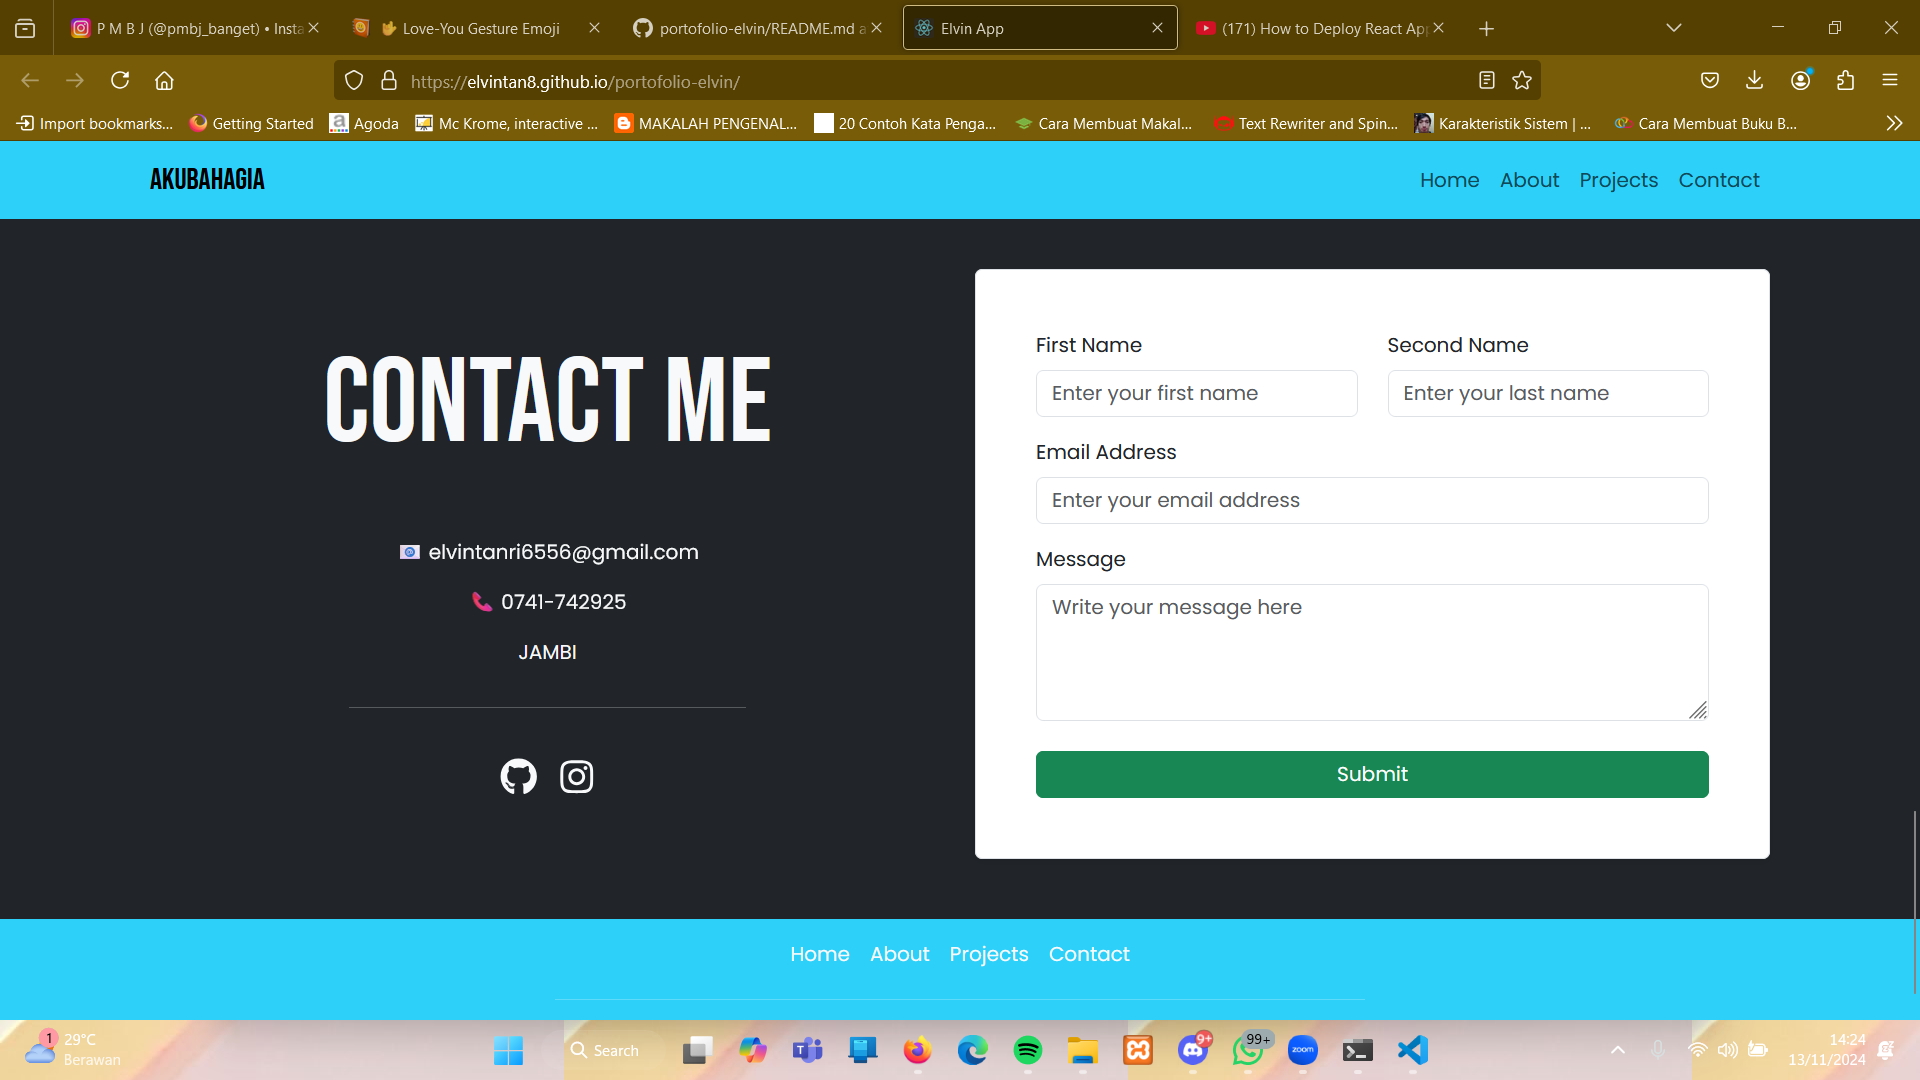 P M B J (@pmbj_banget) • Insta
Love-You Gesture Emoji
portofolio-elvin/README.md a
Elvin App
(171) How to Deploy React App
https://elvintan8.github.io/portofolio-elvin/
Import bookmarks...
Getting Started
Agoda
Mc Krome, interactive ...
MAKALAH PENGENAL...
20 Contoh Kata Penga...
Cara Membuat Makal...
Text Rewriter and Spin...
Karakteristik Sistem | ...
Cara Membuat Buku B...
AKUBAHAGIA
Home About Projects Contact
CONTACT ME
elvintanri6556@gmail.com
0741-742925
JAMBI
First Name
Second Name
Enter your first name
Enter your last name
Email Address
Enter your email address
Message
Write your message here
Submit
Home About Projects Contact
1
29°C
Berawan
Search
9+
99+
zoom
14:24
13/11/2024